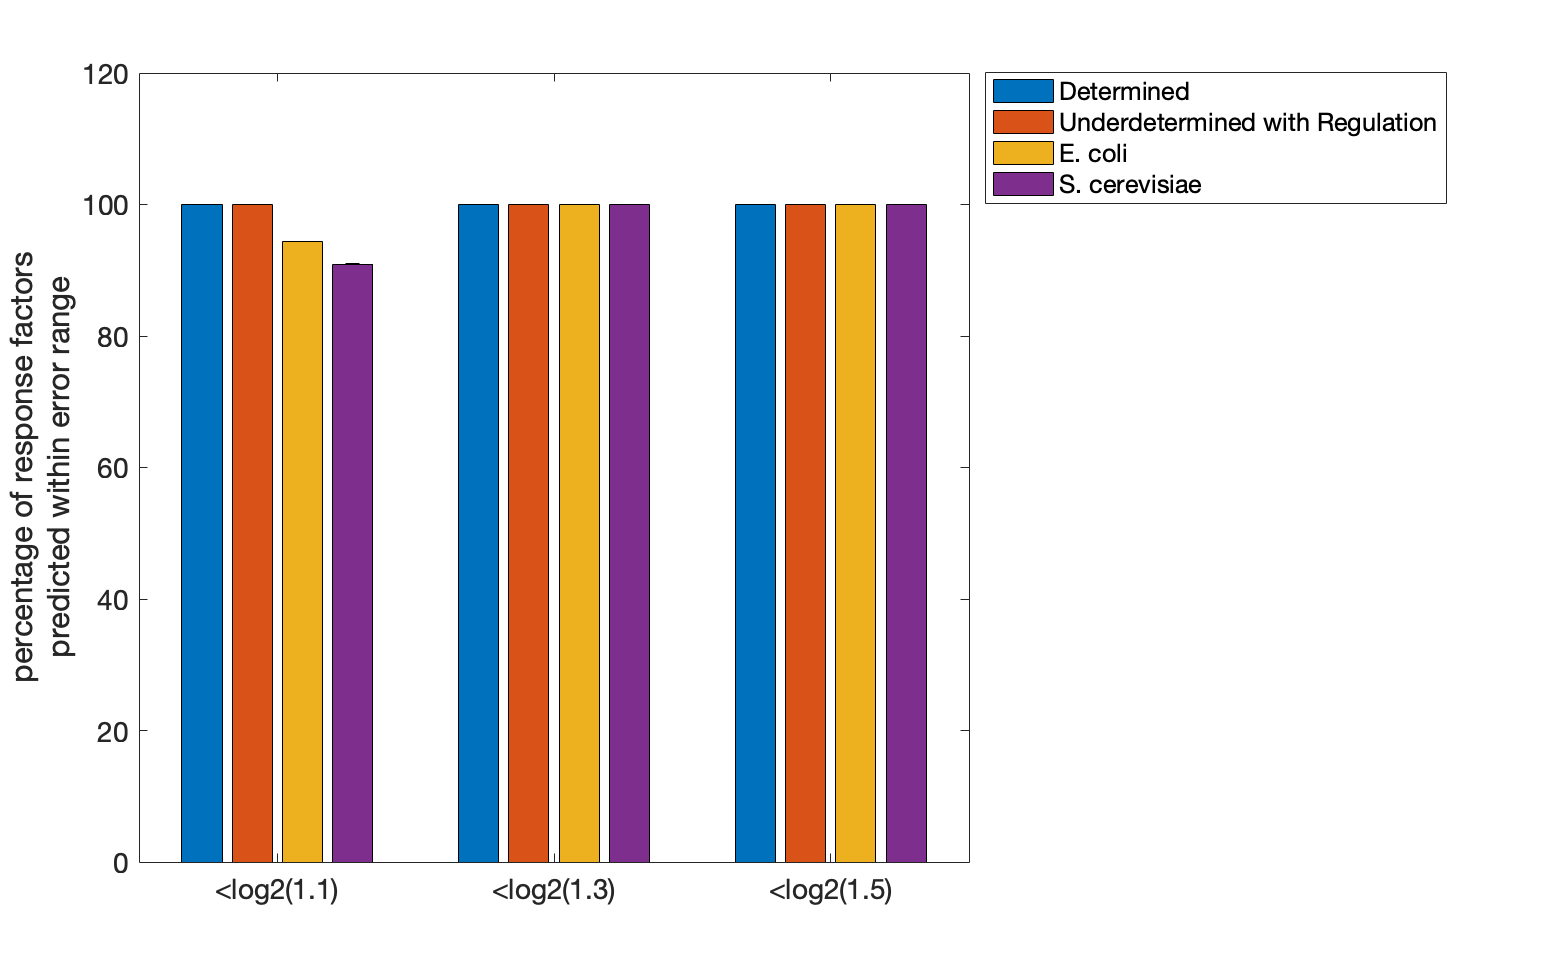 120
100
80
60
40
20
0
percentage of response factors
predicted within error range
<log2(1.1)
<log2(1.3)
<log2(1.5)
Determined
Underdetermined with Regulation
E. coli
S. cerevisiae